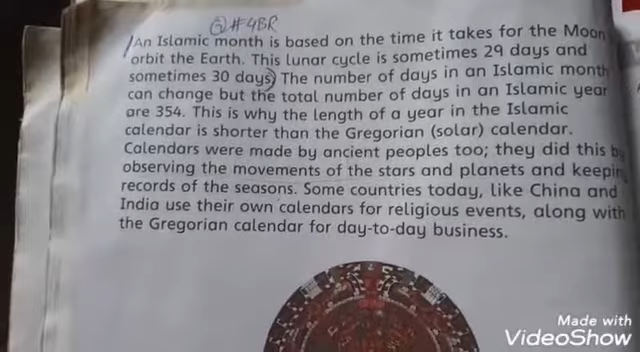 Q#4BR
An Islamic month is based on the time it takes for the Moon
orbit the Earth. This lunar cycle is sometimes 29 days and
sometimes 30 days) The number of days in an Islamic month
can change but the total number of days in an Islamic year
are 354. This is why the length of a year in the Islamic
calendar is shorter than the Gregorian (solar) calendar.
Calendars were made by ancient peoples too; they did this by
observing the movements of the stars and planets and keeping
records of the seasons. Some countries today, like China and
India use their own calendars for religious events, along with
the Gregorian calendar for day-to-day business.
Made with
VideoShow